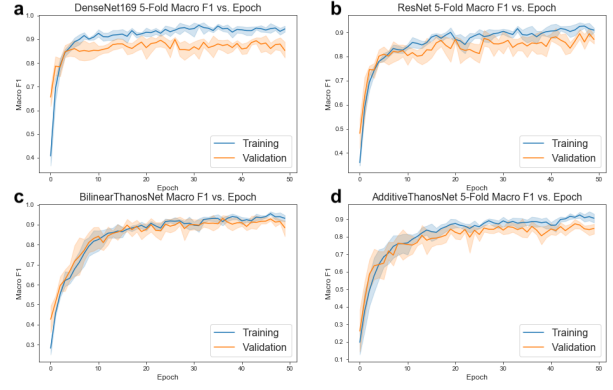 a DenseNet169 5-Fold Macro F1 vs. Epoch
1.0
0.9
0.8
0.7
0.6
0.5
0.4
Macro F1
0 10 20 30 40 50
Epoch
Training
Validation
b ResNet 5-Fold Macro F1 vs. Epoch
0.9
0.8
0.7
0.6
0.5
0.4
Macro F1
0 10 20 30 40 50
Epoch
Training
Validation
c BilinearThanosNet Macro F1 vs. Epoch
1.0
0.9
0.8
0.7
0.6
0.5
0.4
0.3
Macro F1
0 10 20 30 40 50
Epoch
Training
Validation
d AdditiveThanosNet 5-Fold Macro F1 vs. Epoch
0.9
0.8
0.7
0.6
0.5
0.4
0.3
0.2
0.1
Macro F1
0 10 20 30 40 50
Epoch
Training
Validation